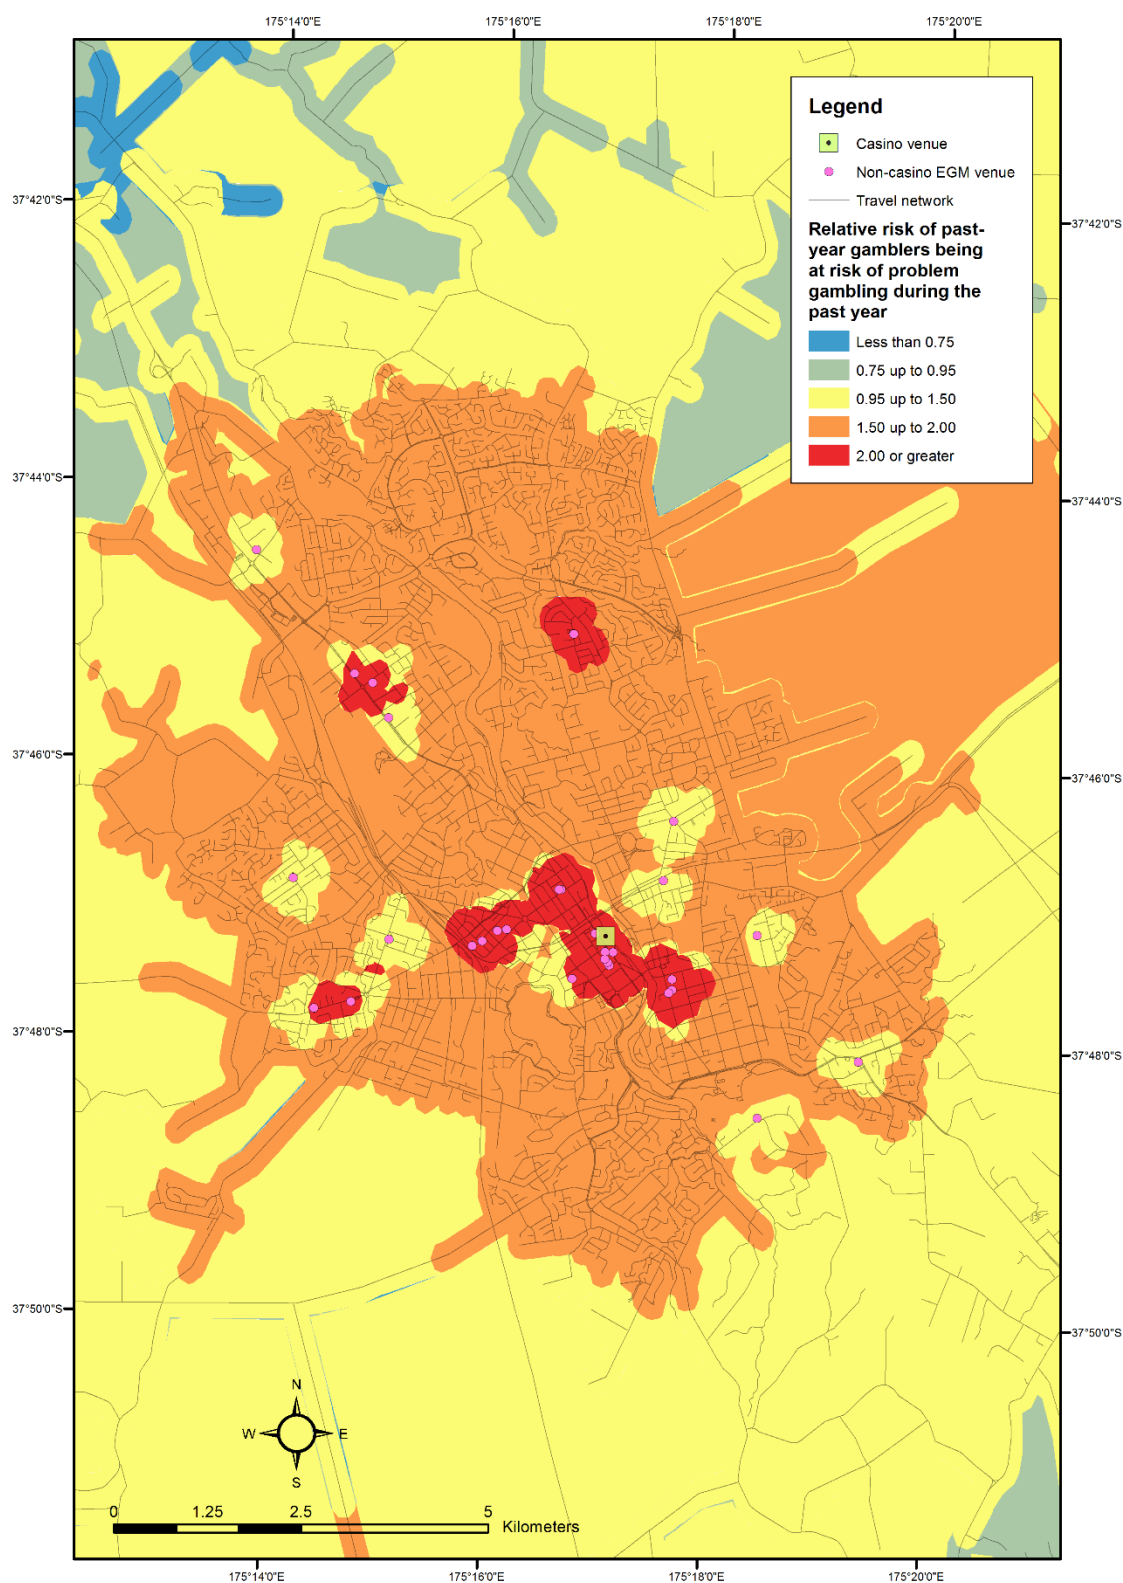 175°14'0"E 175°16'0"E 175°18'0"E 175°20'0"E
Legend
Casino venue
Non-casino EGM venue
Travel network
Relative risk of past-
year gamblers being
at risk of problem
gambling during the
past year
Less than 0.75
0.75 up to 0.95
0.95 up to 1.50
1.50 up to 2.00
2.00 or greater
37°42'0"S
37°42'0"S
37°44'0"S
37°44'0"S
37°46'0"S
37°46'0"S
37°48'0"S
37°48'0"S
37°50'0"S
37°50'0"S
N
W E
S
0 1.25 2.5 5
Kilometers
175°14'0"E 175°16'0"E 175°18'0"E 175°20'0"E